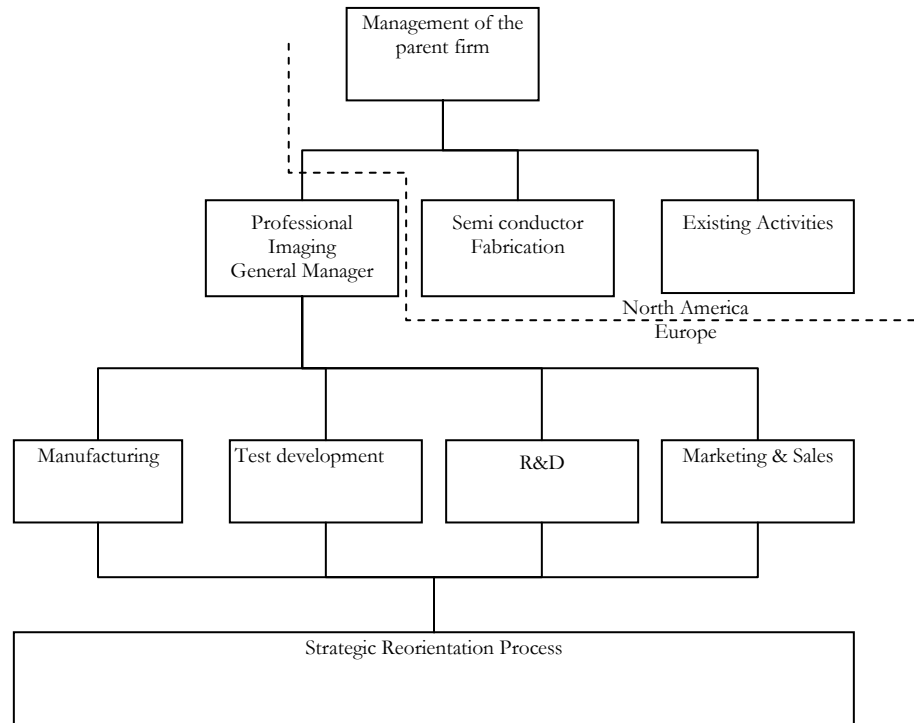 Management of the
parent firm
Professional
Imaging
General Manager
Semi conductor
Fabrication
Existing Activities
North America
Europe
Manufacturing
Test development
R&D
Marketing & Sales
Strategic Reorientation Process